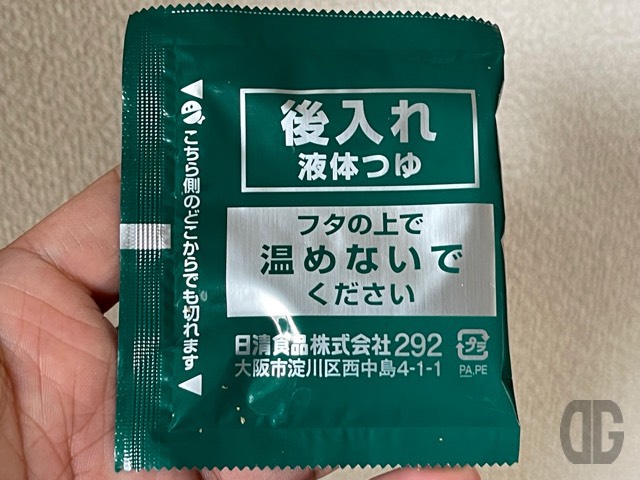 後入れ
液体つゆ
フタの上で
温めないで
ください
日清食品株式会社292
大阪市淀川区西中島4-1-1
プラ
PA,PE
◀こちら側のどこからでも切れます▶
DG